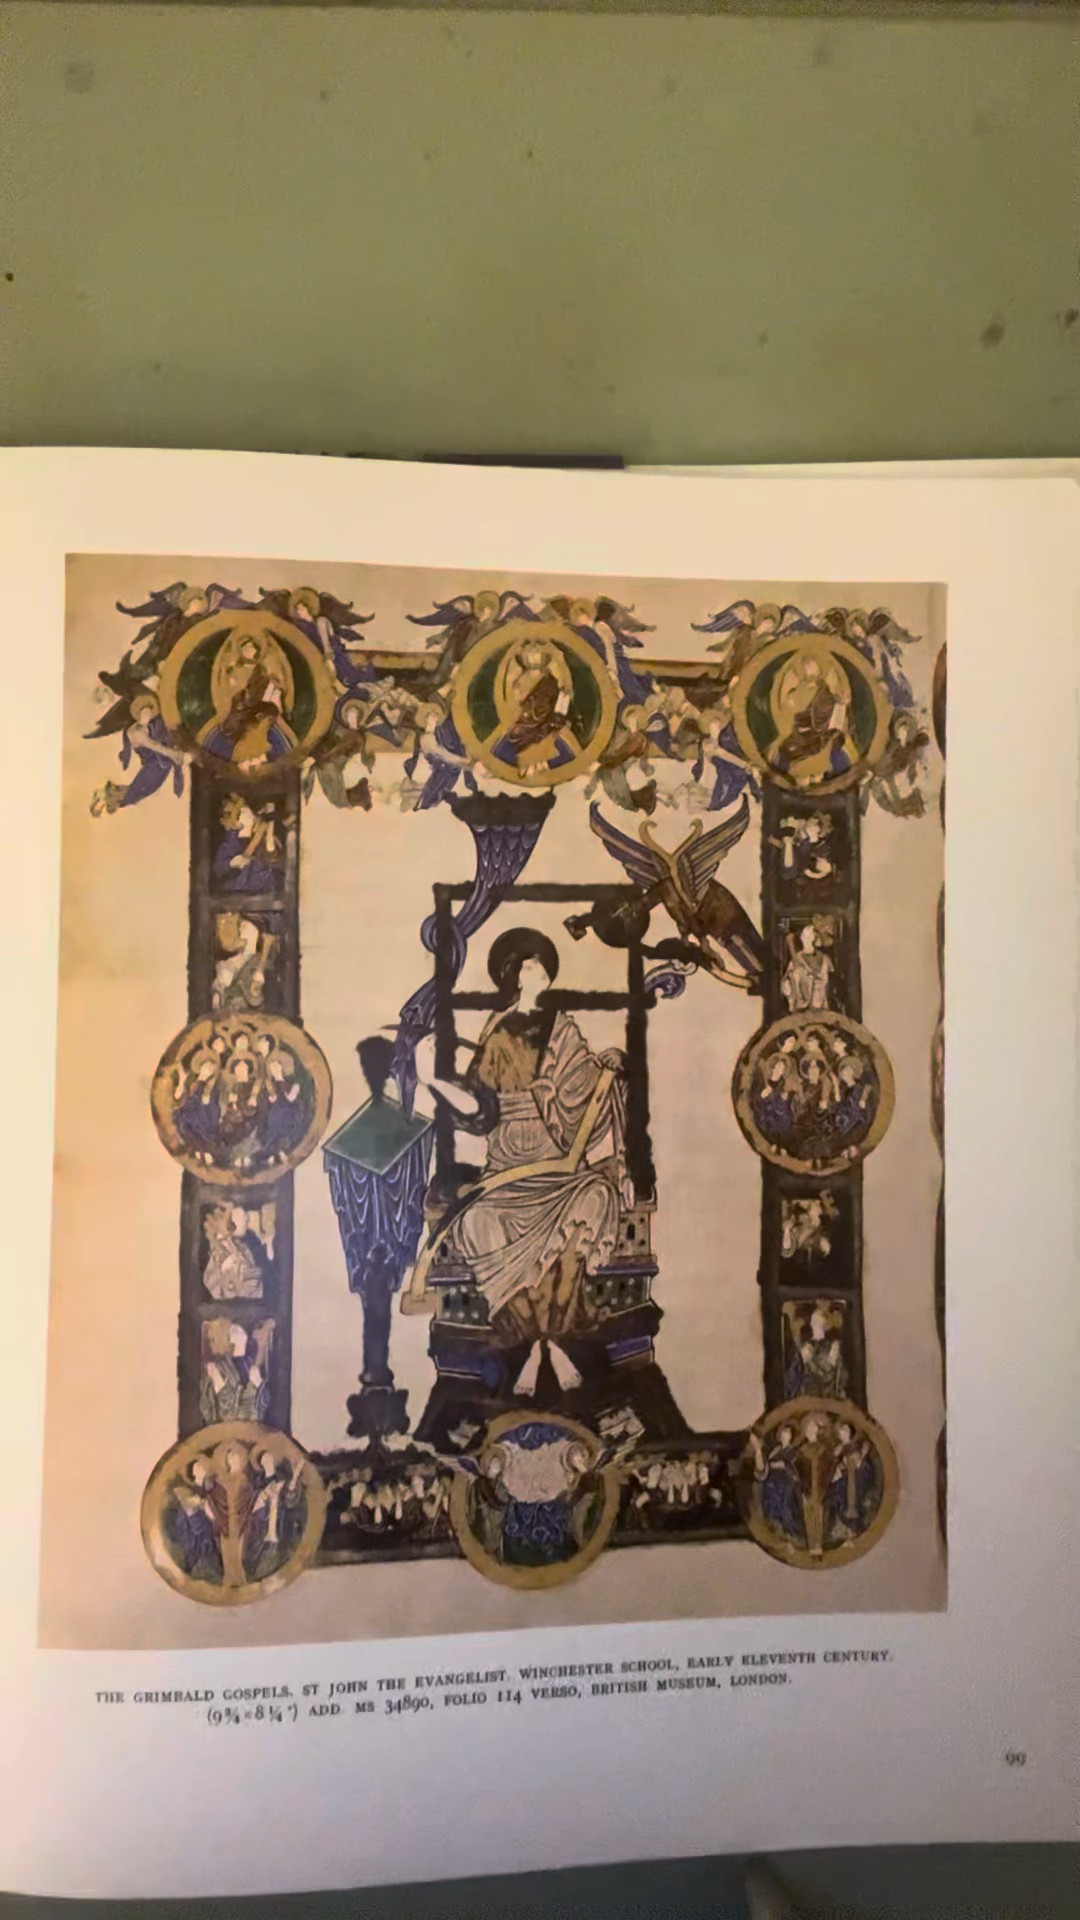 THE GRIMBALD GOSPELS. ST JOHN THE EVANGELIST. WINCHESTER SCHOOL, EARLY ELEVENTH CENTURY.
(9¾×8¼") ADD. MS 34890, FOLIO 114 VERSO, BRITISH MUSEUM, LONDON.
99